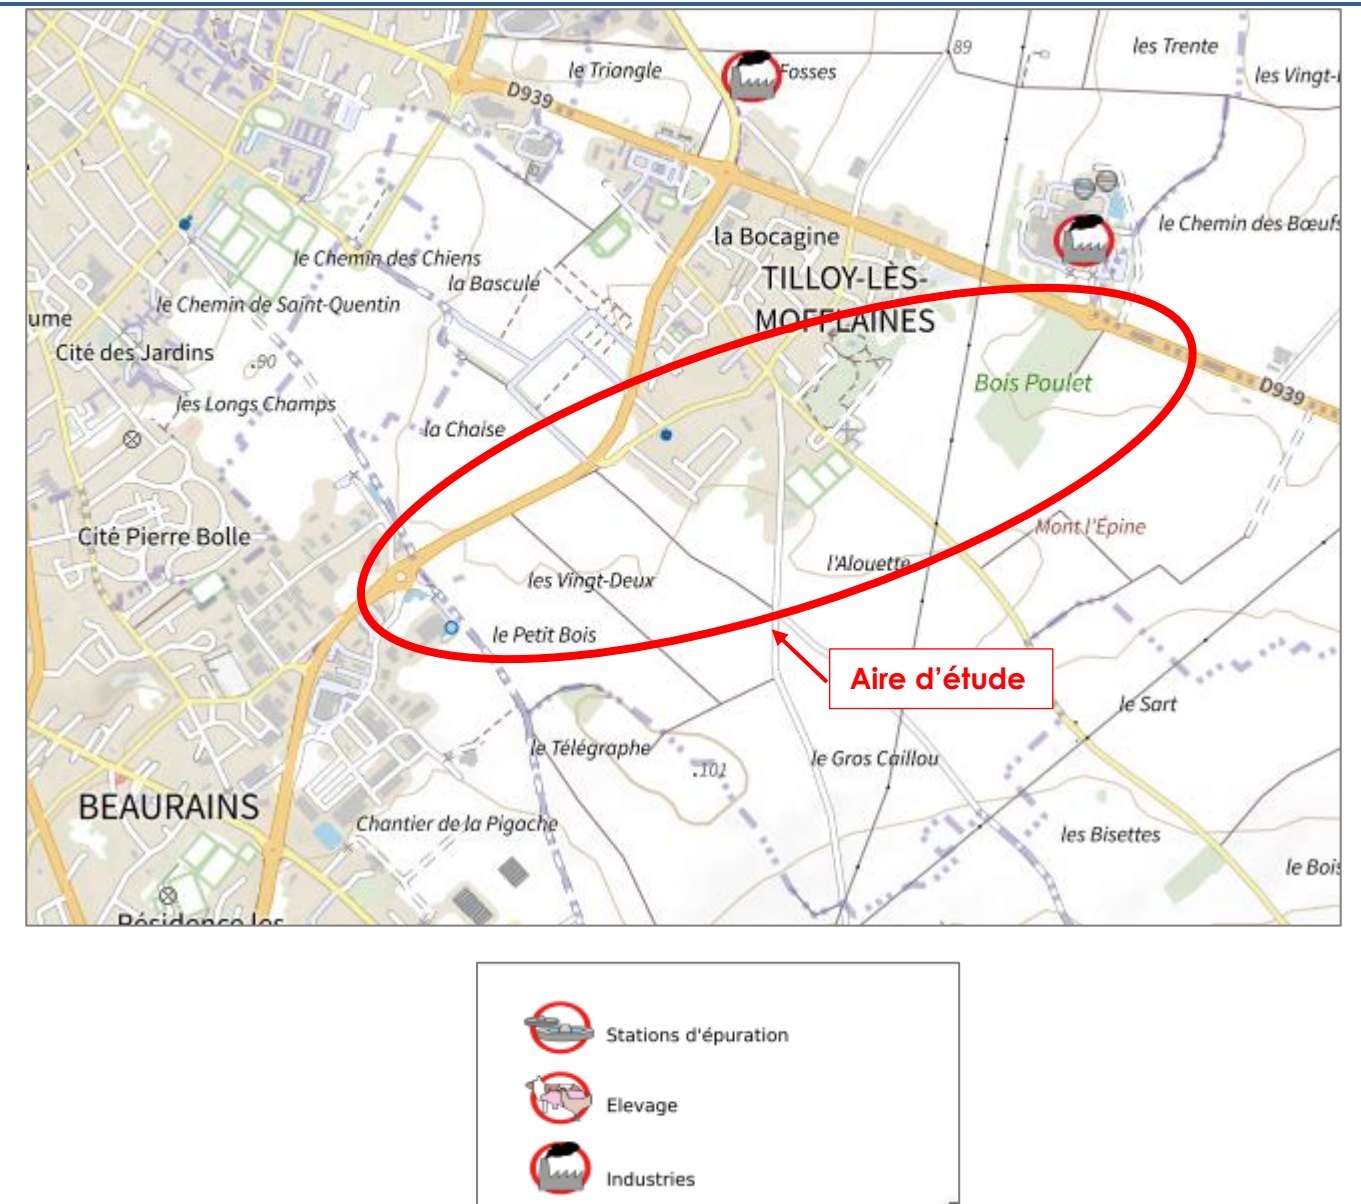 89
les Trente
le Triangle
Fosses
les Vingt-
D939
le Chemin des Bœufs
la Bocagine
le Chemin des Chiens
la Bascule
TILLOY-LÈS-
MOFFLAINES
le Chemin de Saint-Quentin
ume
Cité des Jardins
.90
Bois Poulet
D939
les Longs Champs
la Chaise
Mont l'Épine
Cité Pierre Bolle
l'Alouette
les Vingt-Deux
le Petit Bois
Aire d'étude
le Sart
le Télégraphe
.101
le Gros Caillou
BEAURAINS
Chantier de la Pigache
les Bisettes
le Bois
Résidence les
Stations d'épuration
Elevage
Industries